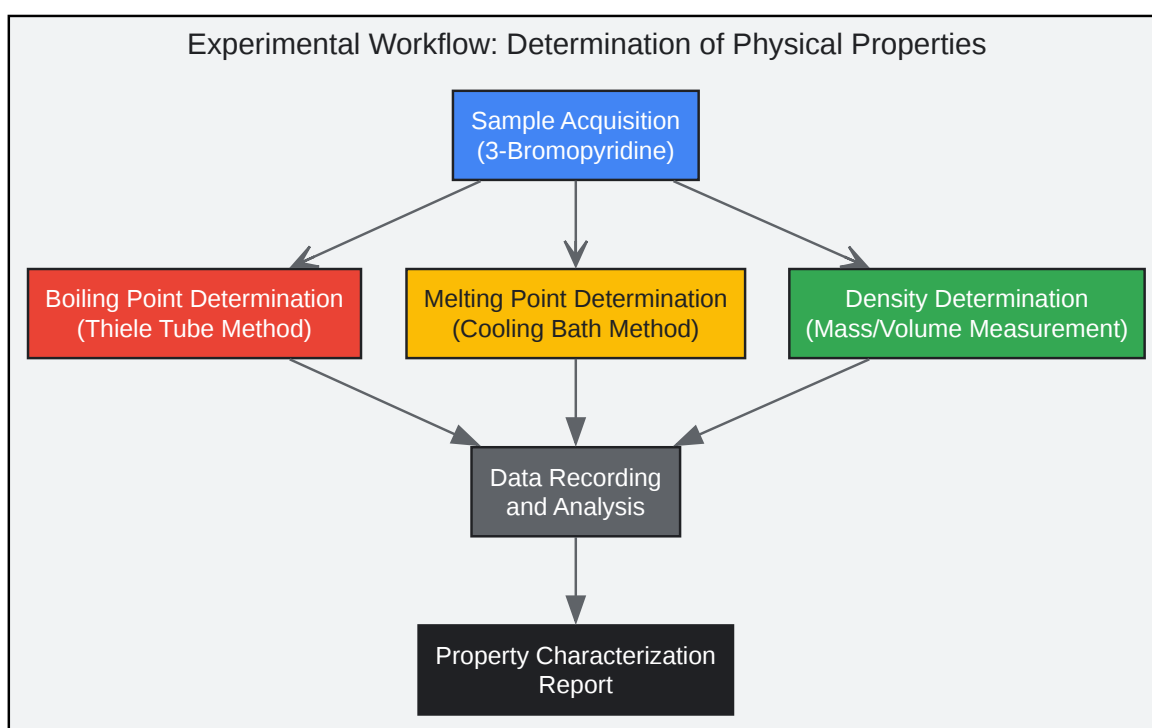 Experimental Workflow: Determination of Physical Properties
Sample Acquisition
(3-Bromopyridine)
Boiling Point Determination
(Thiele Tube Method)
Melting Point Determination
(Cooling Bath Method)
Density Determination
(Mass/Volume Measurement)
Data Recording
and Analysis
Property Characterization
Report